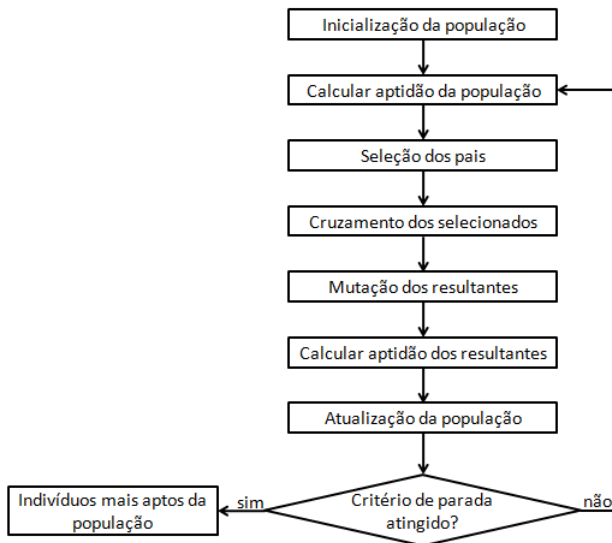 Inicialização da população
Calcular aptidão da população
Seleção dos pais
Cruzamento dos selecionados
Mutação dos resultantes
Calcular aptidão dos resultantes
Atualização da população
Critério de parada
atingido?
sim
não
Indivíduos mais aptos da
população